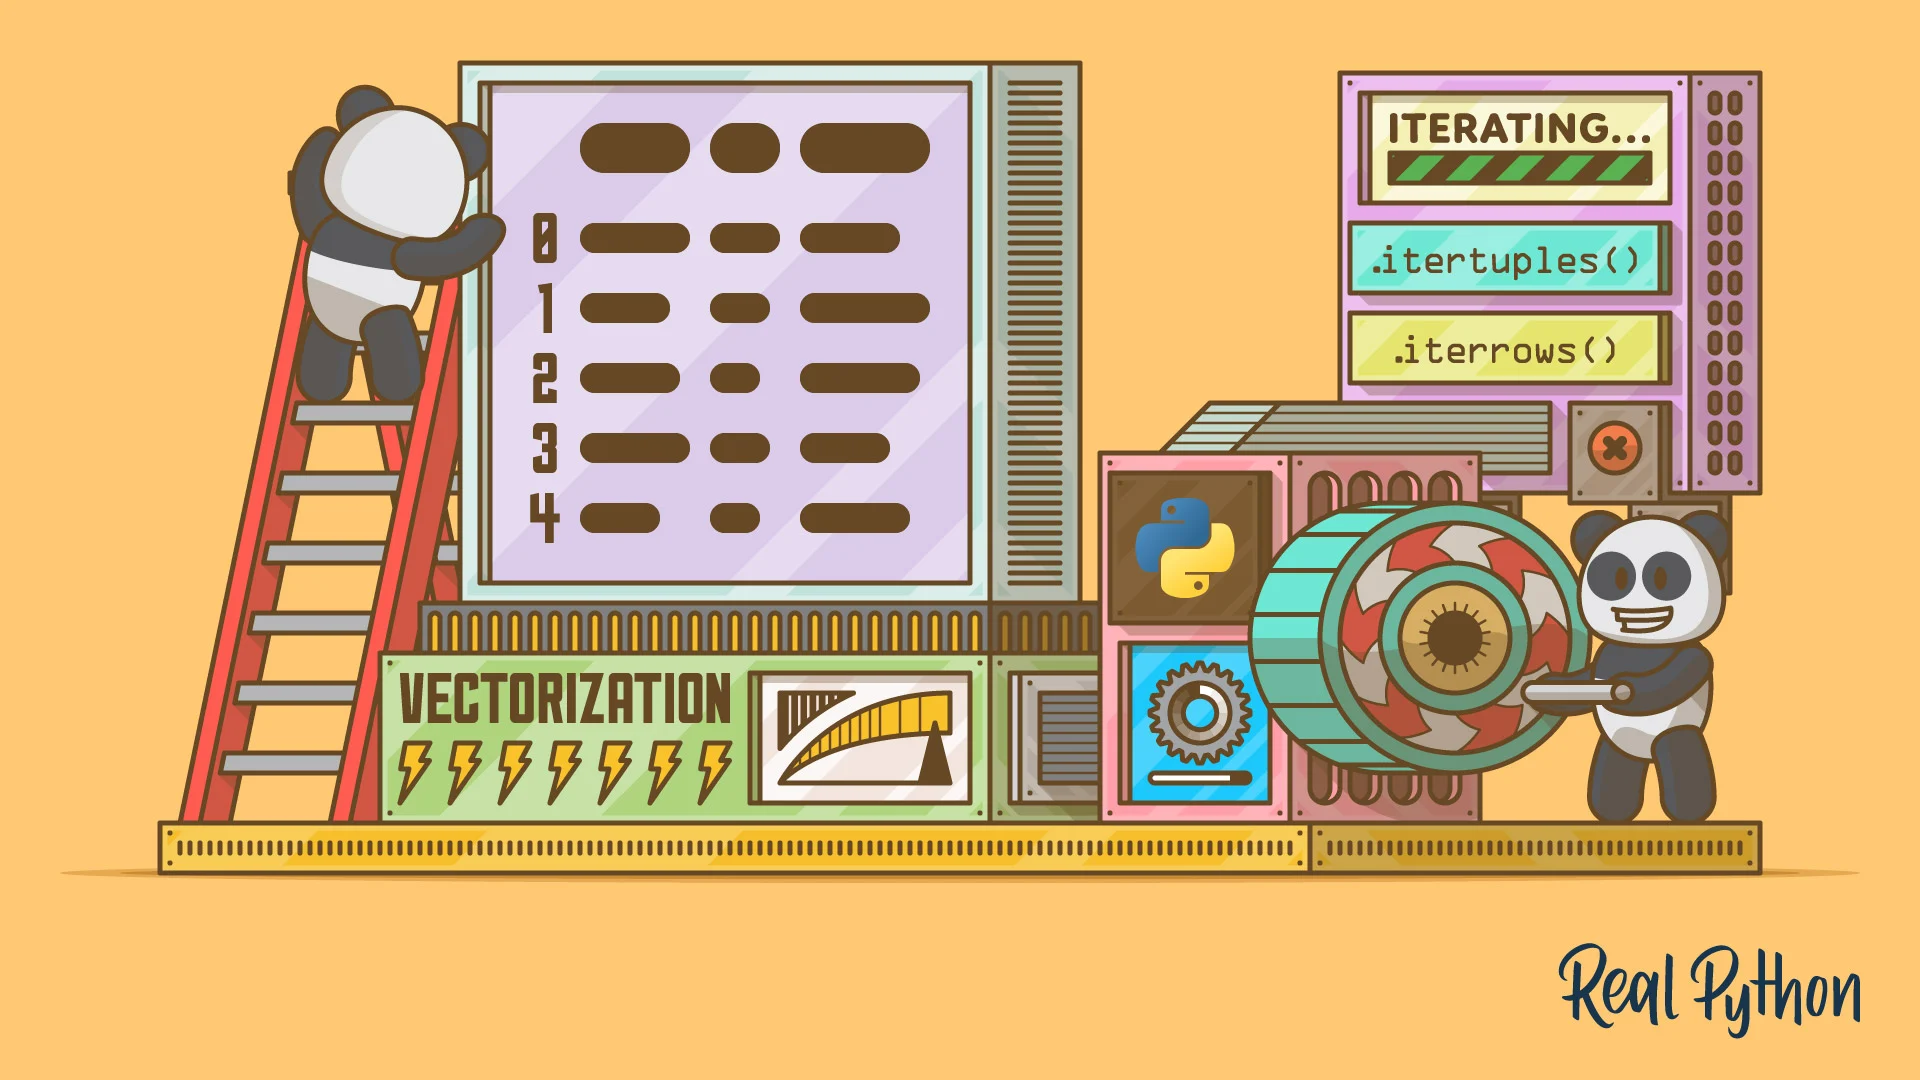 0
1
2
3
4
VECTORIZATION
ITERATING...
.itertuples()
.iterrows()
Real Python